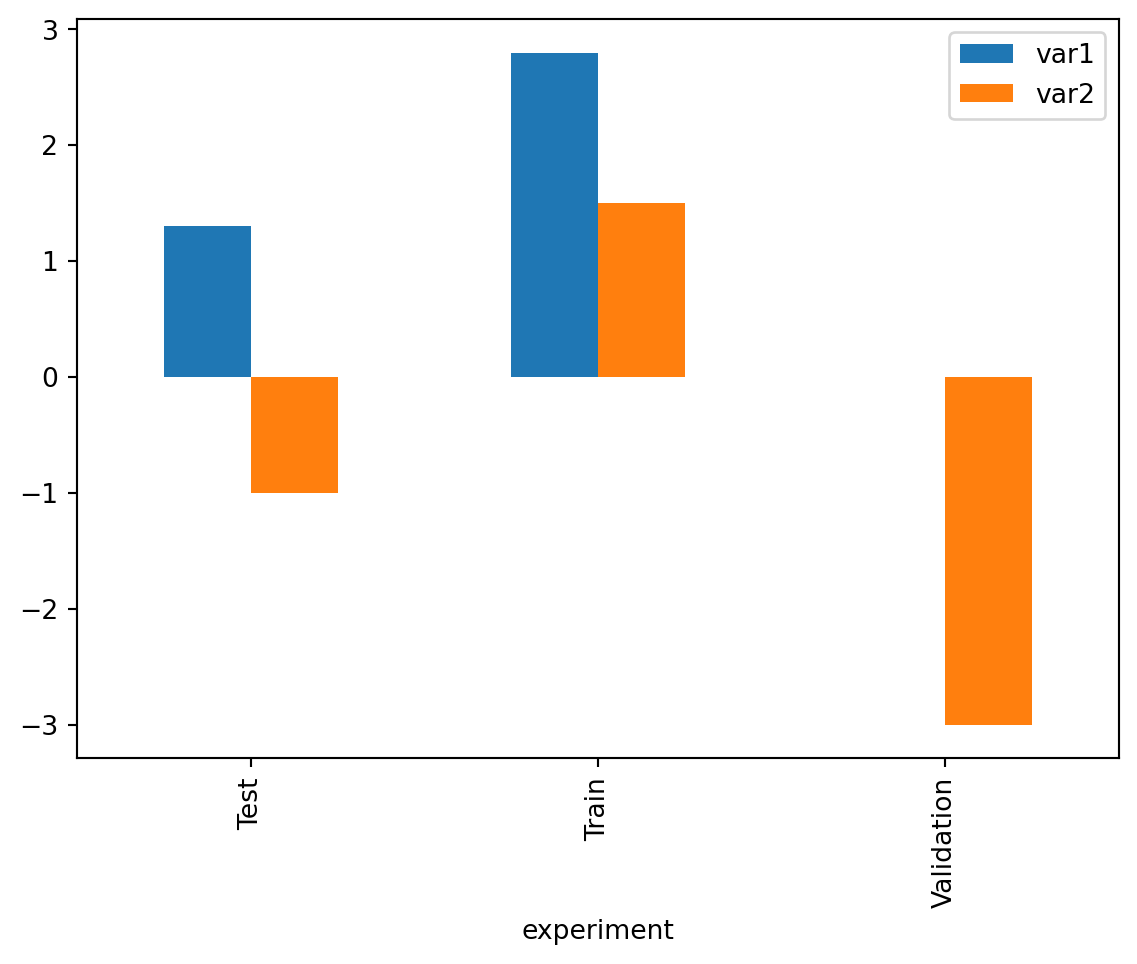 3
2
1
0
−1
−2
−3
var1
var2
Test
Train
Validation
experiment